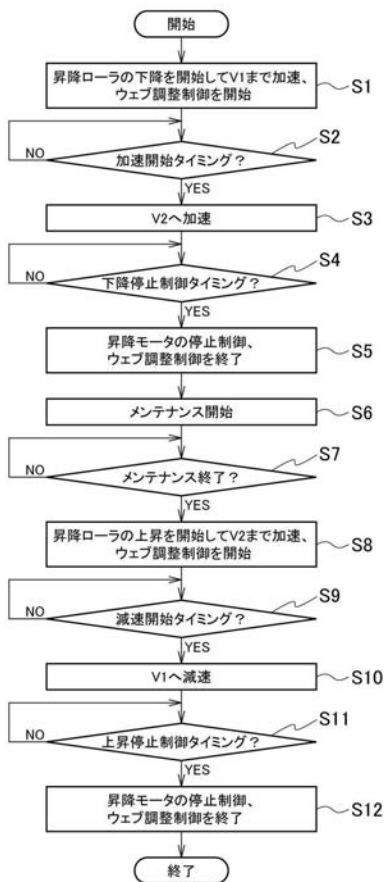 開始
昇降ローラの下降を開始してV1まで加速、
ウェブ調整制御を開始
S1
S2
加速開始タイミング？
NO
YES
V2へ加速
S3
S4
下降停止制御タイミング？
NO
YES
昇降モータの停止制御、
ウェブ調整制御を終了
S5
メンテナンス開始
S6
S7
メンテナンス終了？
NO
YES
昇降ローラの上昇を開始してV2まで加速、
ウェブ調整制御を開始
S8
S9
減速開始タイミング？
NO
YES
V1へ減速
S10
S11
上昇停止制御タイミング？
NO
YES
昇降モータの停止制御、
ウェブ調整制御を終了
S12
終了